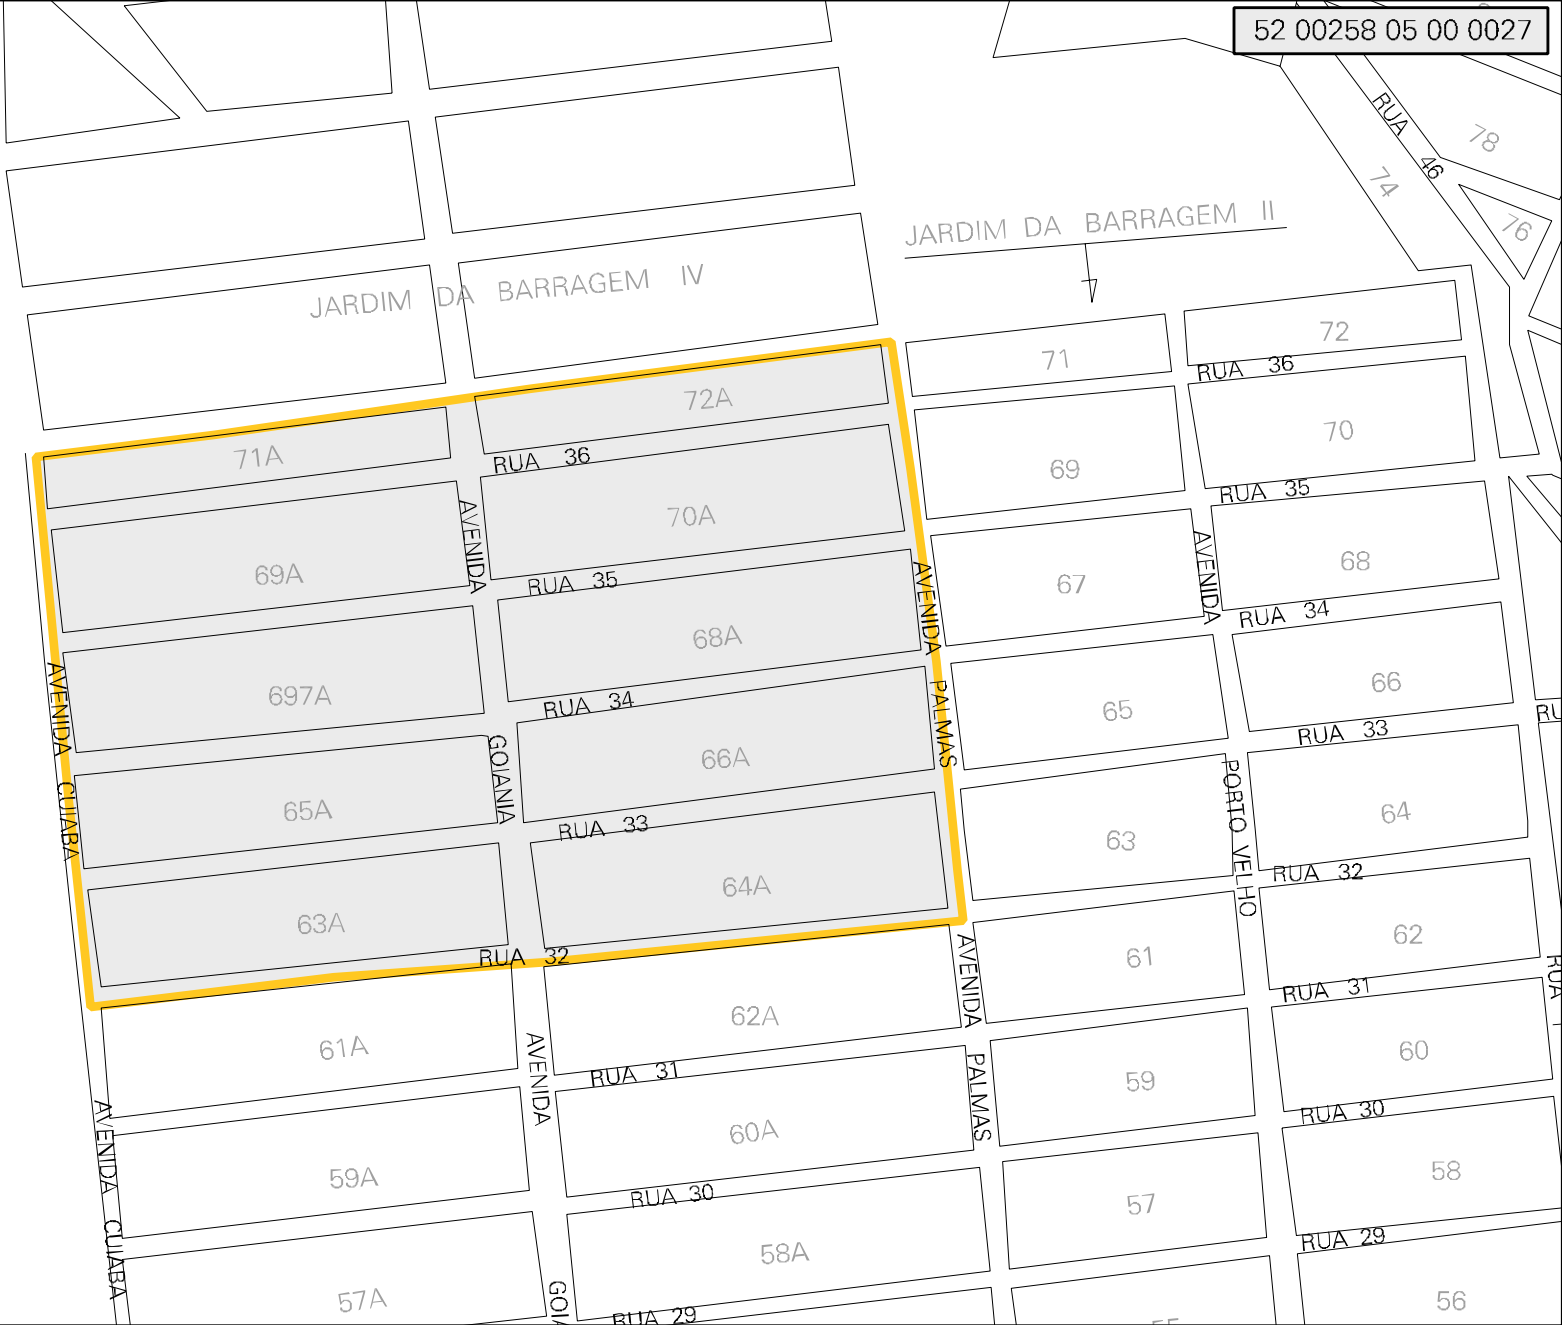 52 00258 05 00 0027
RUA 46
78
74
76
JARDIM DA BARRAGEM II
JARDIM DA BARRAGEM IV
72
71
RUA 36
72A
71A
RUA 36
70
69
RUA 35
70A
69A
AVENIDA
RUA 35
AVENIDA
68
67
RUA 34
AVENIDA
68A
697A
RUA 34
AVENIDA CUIABA
PALMAS
66
65
RUA 33
66A
65A
GOIANIA
RUA 33
PORTO VELHO
64
63
RUA 32
64A
63A
RUA 32
62
61
AVENIDA PALMAS
RUA
RUA 31
62A
61A
AVENIDA
RUA 31
60
59
RUA 30
60A
59A
AVENIDA CUIABA
RUA 30
58
57
RUA 29
58A
57A
RUA 29
56